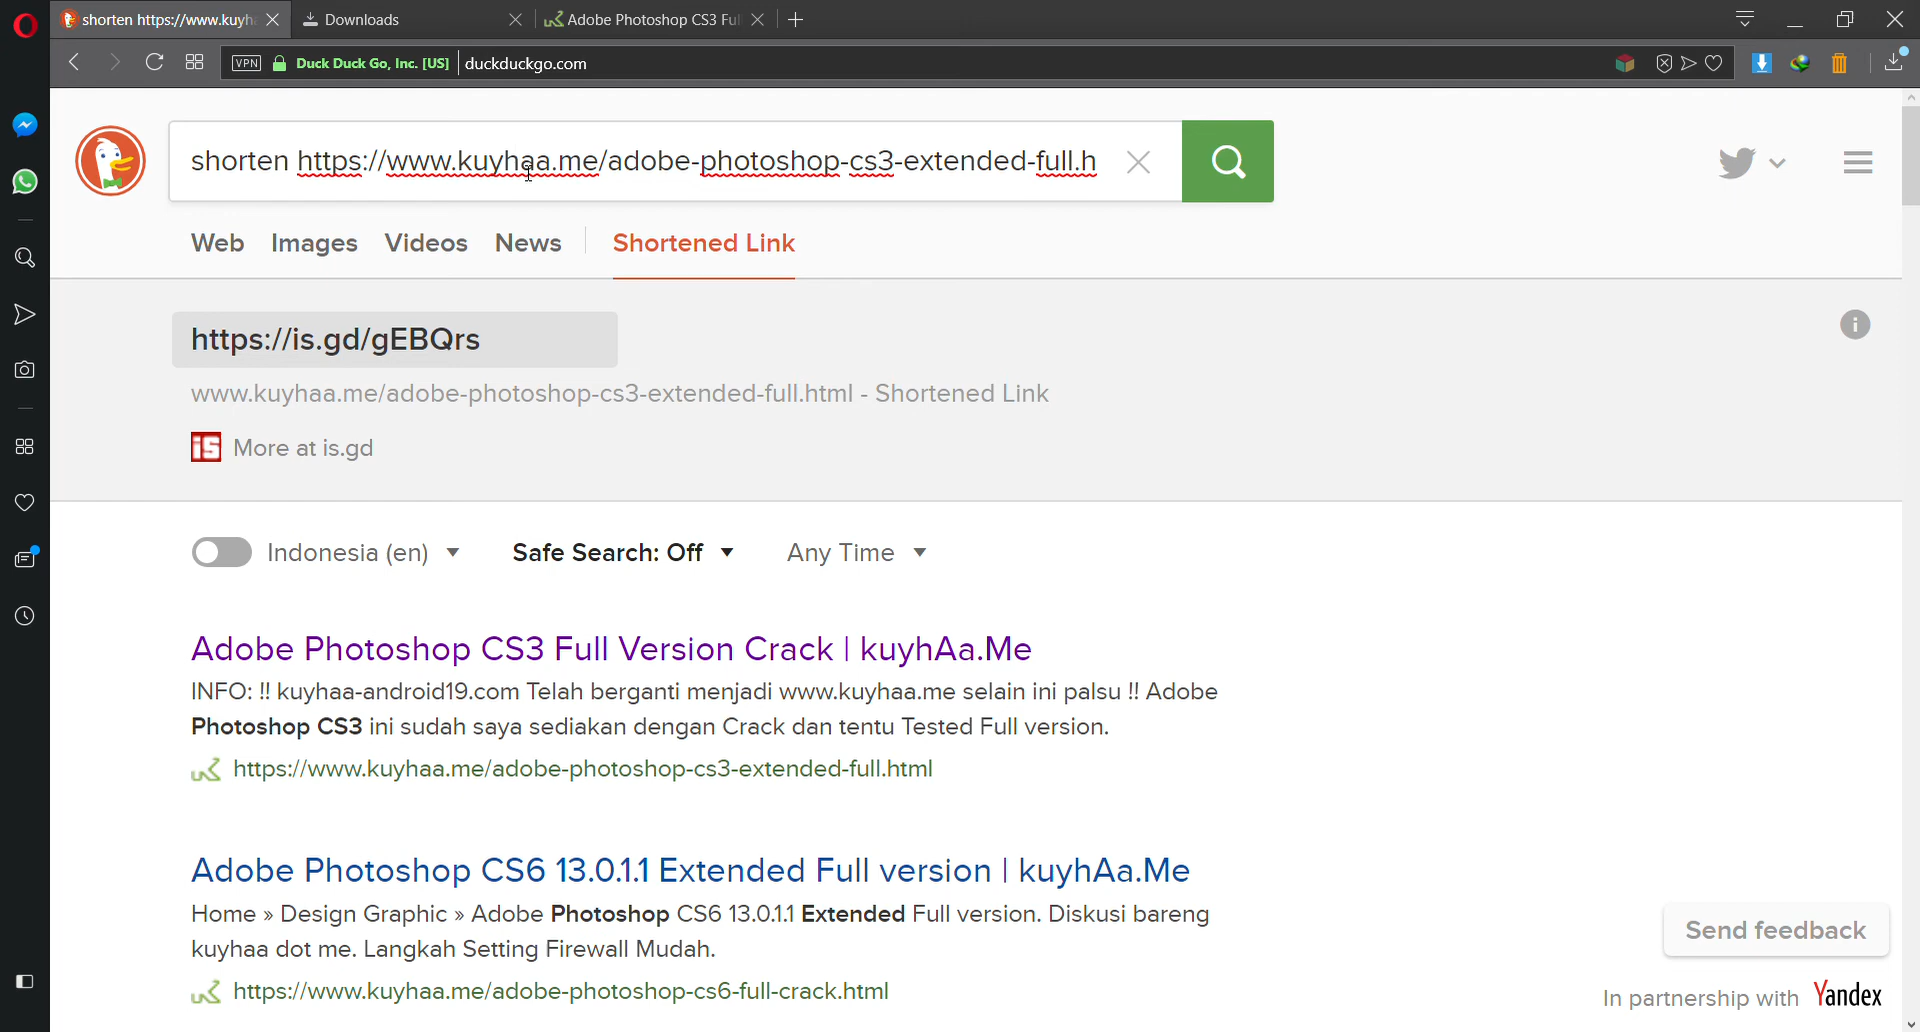 shorten https://www.kuyh
Downloads
Adobe Photoshop CS3 Ful
VPN Duck Duck Go, Inc. [US] duckduckgo.com
shorten https://www.kuyhaa.me/adobe-photoshop-cs3-extended-full.h
Web Images Videos News Shortened Link
https://is.gd/gEBQrs
www.kuyhaa.me/adobe-photoshop-cs3-extended-full.html - Shortened Link
is More at is.gd
Indonesia (en) Safe Search: Off Any Time
Adobe Photoshop CS3 Full Version Crack | kuyhAa.Me
INFO: !! kuyhaa-android19.com Telah berganti menjadi www.kuyhaa.me selain ini palsu !! Adobe
Photoshop CS3 ini sudah saya sediakan dengan Crack dan tentu Tested Full version.
https://www.kuyhaa.me/adobe-photoshop-cs3-extended-full.html
Adobe Photoshop CS6 13.0.1.1 Extended Full version | kuyhAa.Me
Home » Design Graphic » Adobe Photoshop CS6 13.0.1.1 Extended Full version. Diskusi bareng
kuyhaa dot me. Langkah Setting Firewall Mudah.
https://www.kuyhaa.me/adobe-photoshop-cs6-full-crack.html
Send feedback
In partnership with Yandex